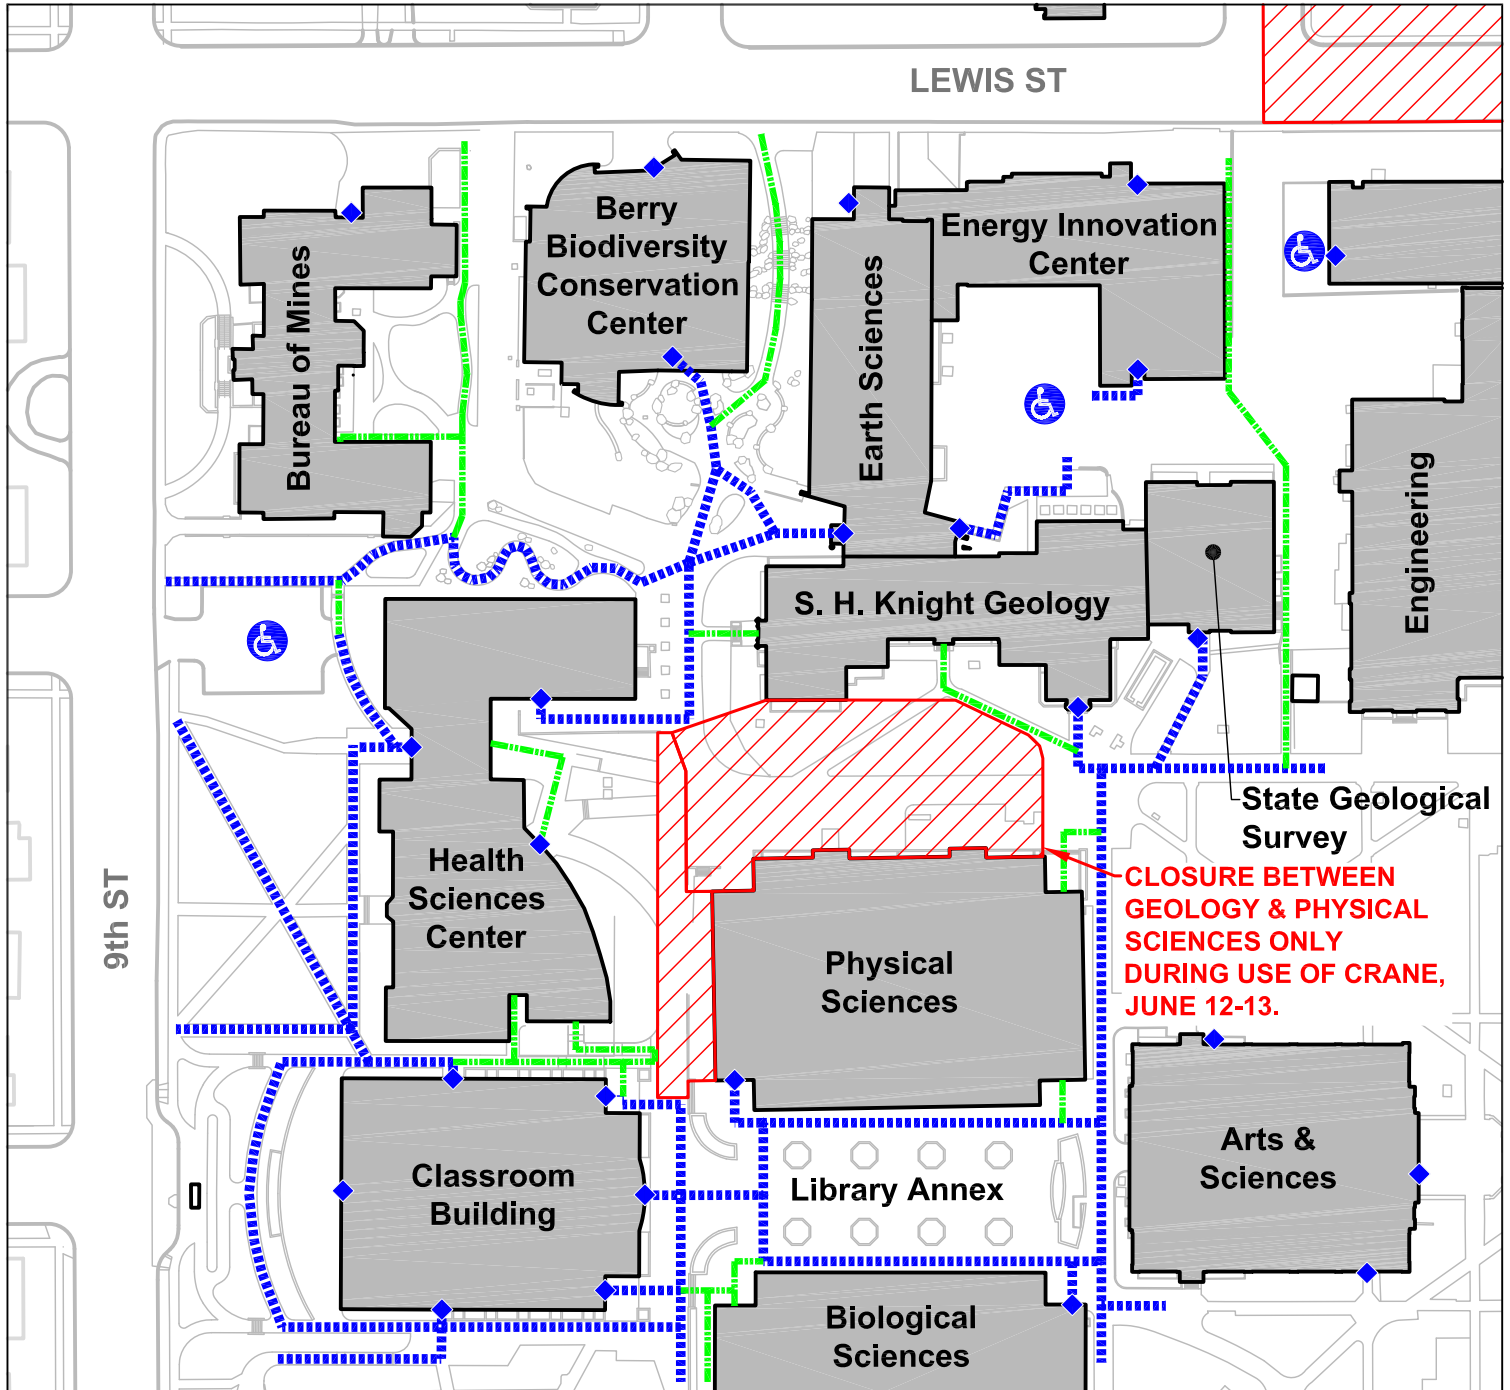 LEWIS ST
Berry
Biodiversity
Conservation
Center
Energy Innovation
Center
Bureau of Mines
Earth Sciences
Engineering
S. H. Knight Geology
State Geological
Survey
CLOSURE BETWEEN
GEOLOGY & PHYSICAL
SCIENCES ONLY
DURING USE OF CRANE,
JUNE 12-13.
Health
Sciences
Center
9th ST
Physical
Sciences
Arts &
Sciences
Classroom
Building
Library Annex
Biological
Sciences